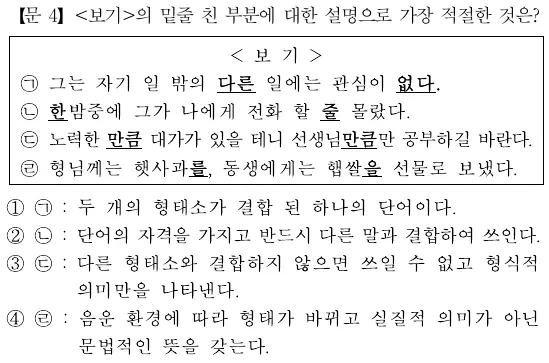 【문 4】 <보기>의 밑줄 친 부분에 대한 설명으로 가장 적절한 것은?
< 보 기 >
㉠ 그는 자기 일 밖의 다른 일에는 관심이 없다.
㉡ 한밤중에 그가 나에게 전화 할 줄 몰랐다.
㉢ 노력한 만큼 대가가 있을 테니 선생님만큼만 공부하길 바란다.
㉣ 형님께는 햇사과를, 동생에게는 햅쌀을 선물로 보냈다.
① ㉠ : 두 개의 형태소가 결합 된 하나의 단어이다.
② ㉡ : 단어의 자격을 가지고 반드시 다른 말과 결합하여 쓰인다.
③ ㉢ : 다른 형태소와 결합하지 않으면 쓰일 수 없고 형식적
의미만을 나타낸다.
④ ㉣ : 음운 환경에 따라 형태가 바뀌고 실질적 의미가 아닌
문법적인 뜻을 갖는다.